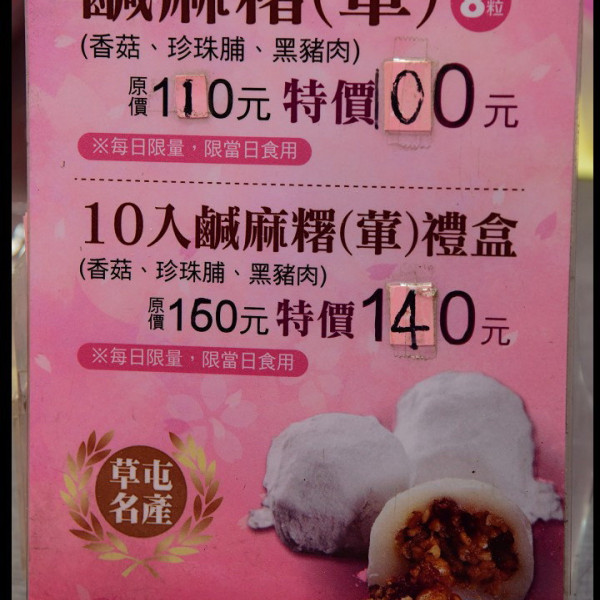 鹹麻糬(葷) 8粒
(香菇、珍珠脯、黑豬肉)
原價110元 特價100元
※每日限量，限當日食用
10入鹹麻糬(葷)禮盒
(香菇、珍珠脯、黑豬肉)
原價150元 特價140元
※每日限量，限當日食用
草屯
名產